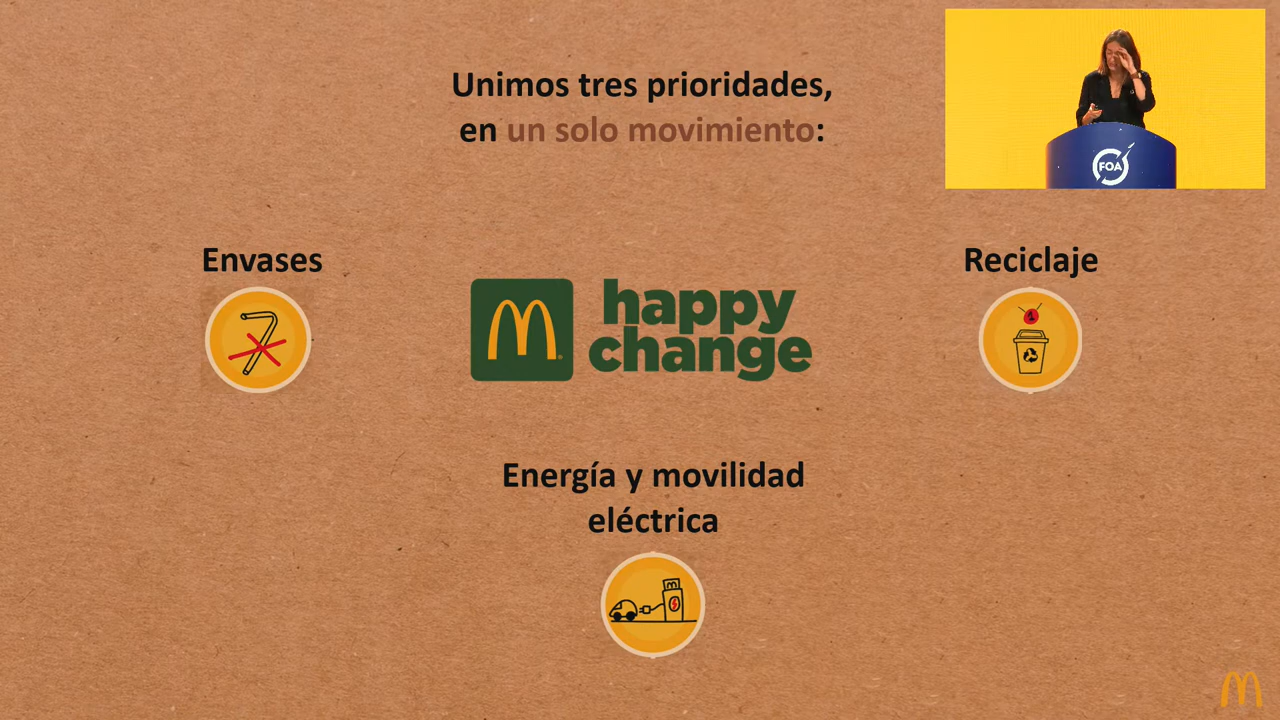 Unimos tres prioridades,
en un solo movimiento:
FOA
Envases
Reciclaje
happy
change
Energía y movilidad
eléctrica